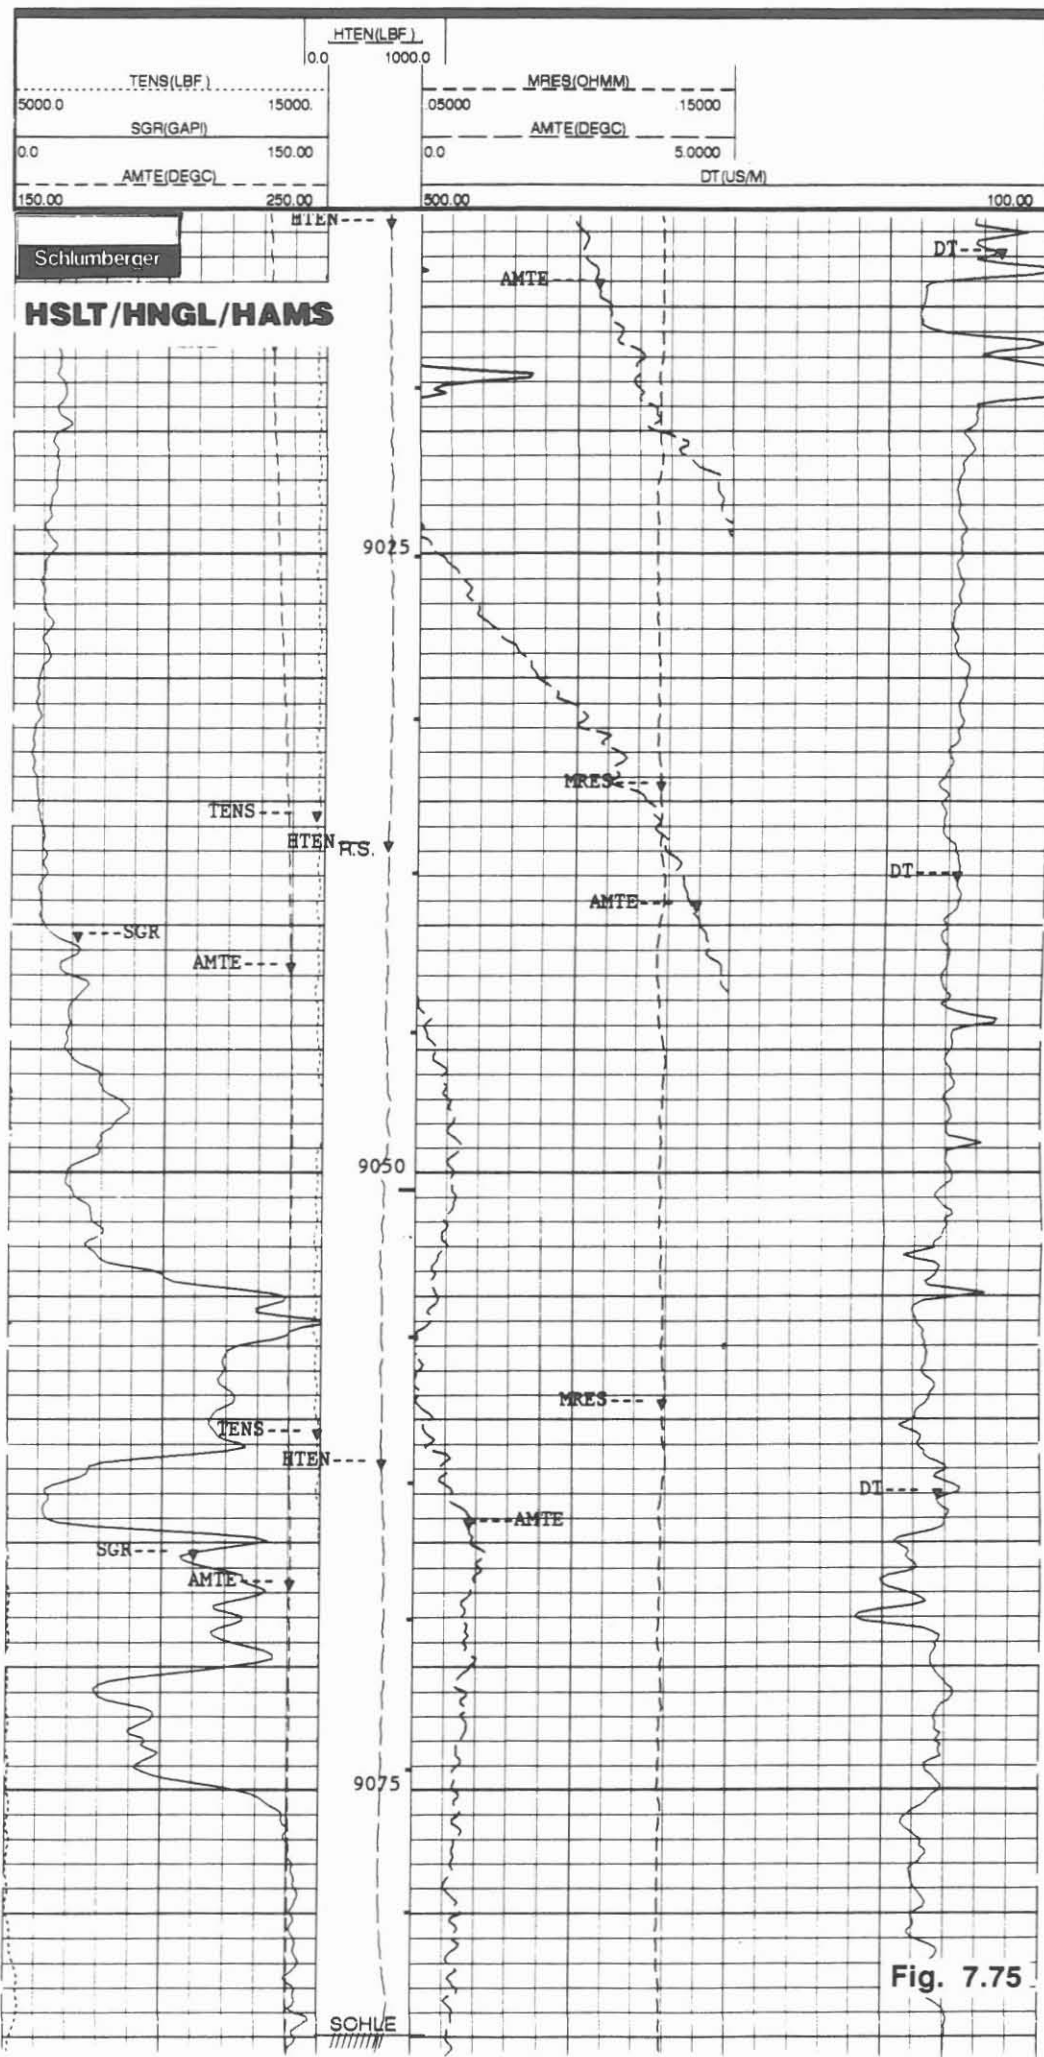 HTEN(LBF)
0.0 1000.0
TENS(LBF) MRES(OHMM)
5000.0 15000. .05000 .15000
SGR(GAPI) AMTE(DEGC)
0.0 150.00 0.0 5.0000
AMTE(DEGC) DT(US/M)
150.00 250.00 500.00 100.00
HTEN
DT
Schlumberger
AMTE
HSLT/HNGL/HAMS
9025
MRES
TENS
HTEN R.S.
DT
AMTE
SGR
AMTE
9050
MRES
TENS
HTEN
DT
AMTE
SGR
AMTE
9075
Fig. 7.75
SOHLE